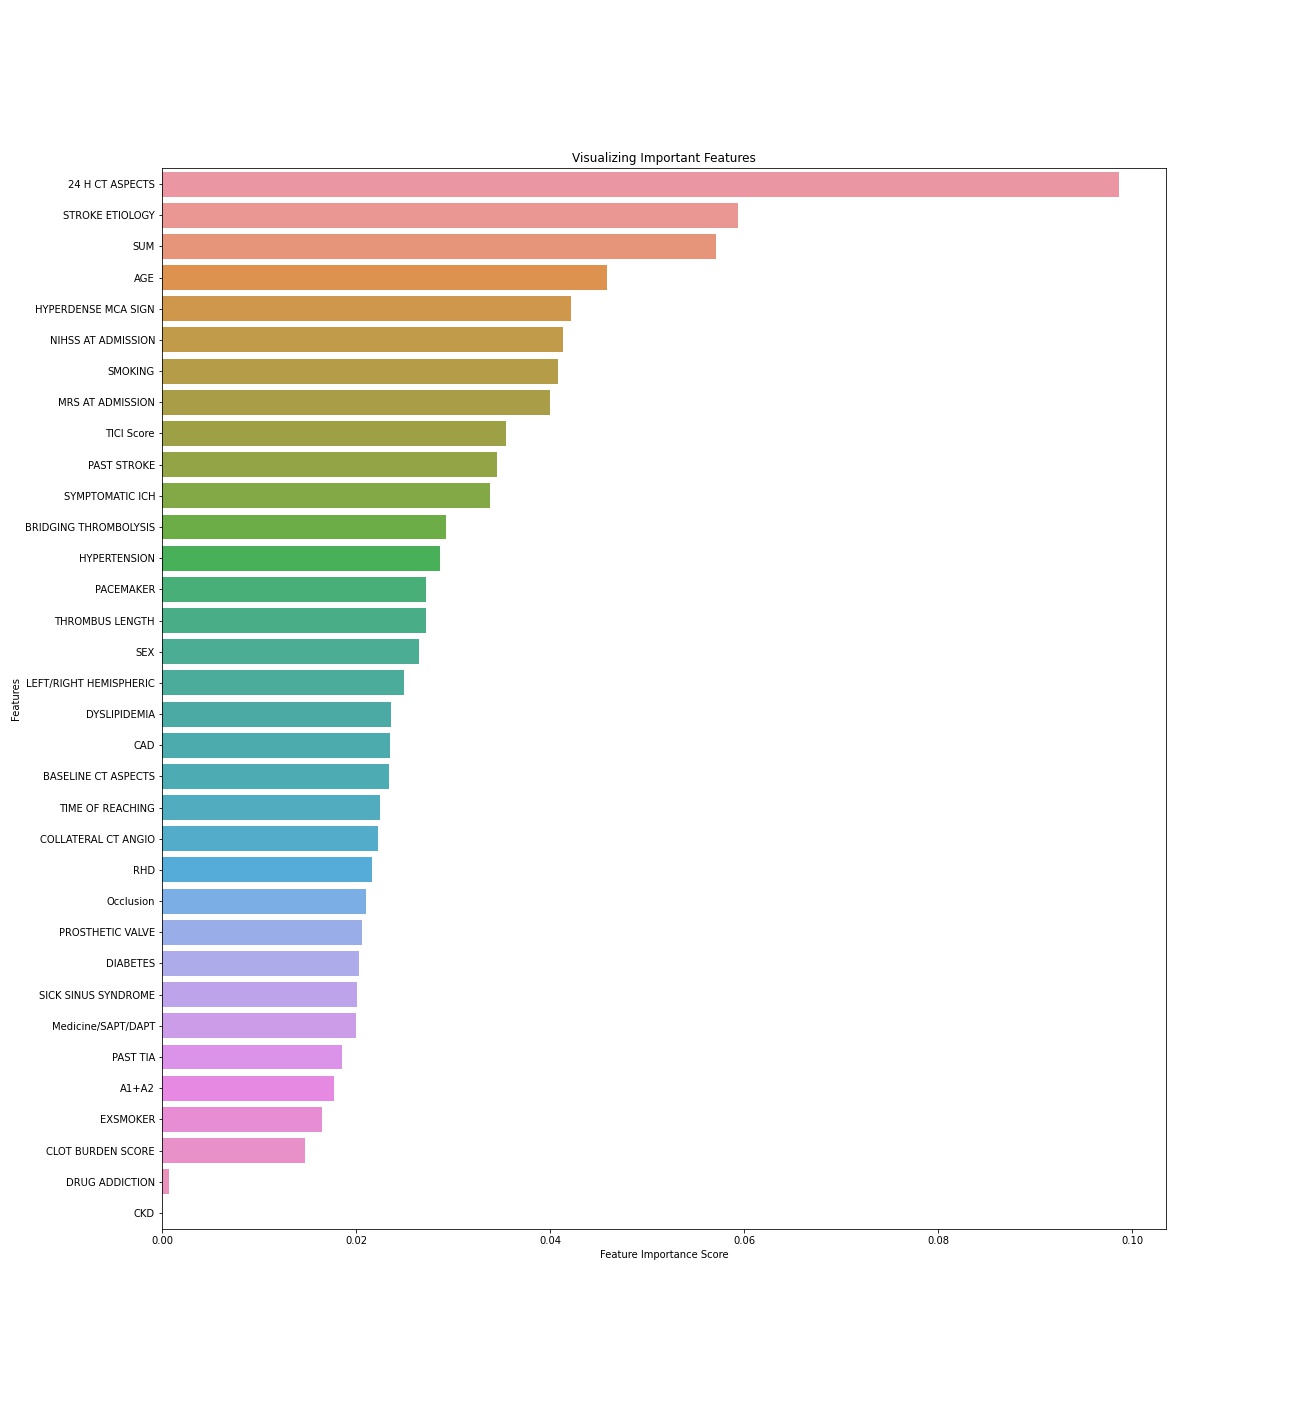 Visualizing Important Features
24 H CT ASPECTS
STROKE ETIOLOGY
SUM
AGE
HYPERDENSE MCA SIGN
NIHSS AT ADMISSION
SMOKING
MRS AT ADMISSION
TICI Score
PAST STROKE
SYMPTOMATIC ICH
BRIDGING THROMBOLYSIS
HYPERTENSION
PACEMAKER
THROMBUS LENGTH
SEX
LEFT/RIGHT HEMISPHERIC
DYSLIPIDEMIA
CAD
BASELINE CT ASPECTS
TIME OF REACHING
COLLATERAL CT ANGIO
RHD
Occlusion
PROSTHETIC VALVE
DIABETES
SICK SINUS SYNDROME
Medicine/SAPT/DAPT
PAST TIA
A1+A2
EXSMOKER
CLOT BURDEN SCORE
DRUG ADDICTION
CKD
Features
0.00 0.02 0.04 0.06 0.08 0.10
Feature Importance Score